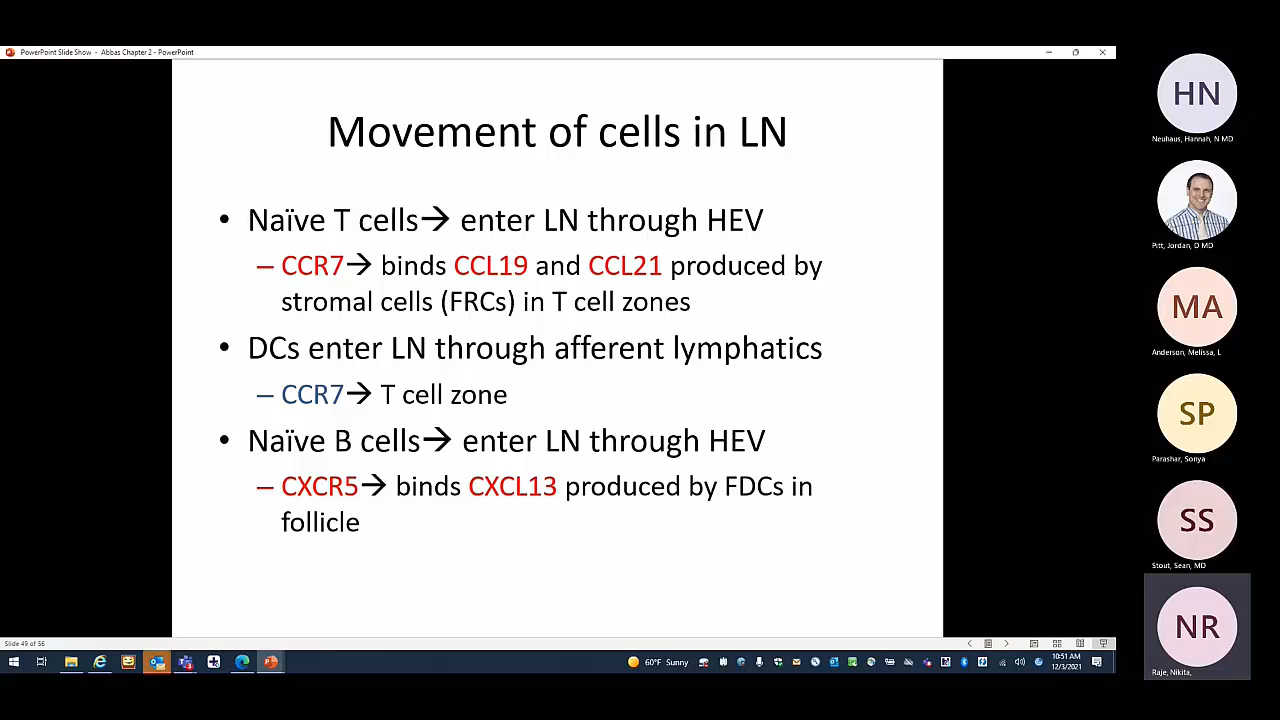 PowerPoint Slide Show - Abbas Chapter 2 - PowerPoint
Movement of cells in LN
• Naïve T cells→ enter LN through HEV
– CCR7→ binds CCL19 and CCL21 produced by
stromal cells (FRCs) in T cell zones
• DCs enter LN through afferent lymphatics
– CCR7→ T cell zone
• Naïve B cells→ enter LN through HEV
– CXCR5→ binds CXCL13 produced by FDCs in
follicle
Slide 49 of 56
60°F Sunny
10:51 AM
12/3/2021
HN
Neuhaus, Hannah, N MD
Pitt, Jordan, D MD
MA
Anderson, Melissa, L
SP
Parashar, Sonya
SS
Stout, Sean, MD
NR
Raje, Nikita,